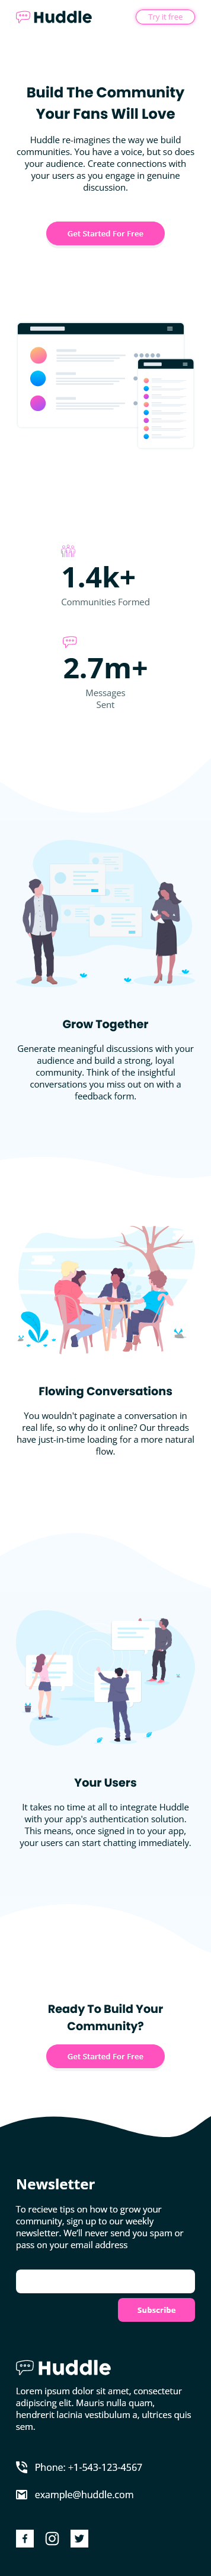 Huddle
Try it free
Build The Community
Your Fans Will Love
Huddle re-imagines the way we build
communities. You have a voice, but so does
your audience. Create connections with
your users as you engage in genuine
discussion.
Get Started For Free
1.4k+
Communities Formed
2.7m+
Messages
Sent
Grow Together
Generate meaningful discussions with your
audience and build a strong, loyal
community. Think of the insightful
conversations you miss out on with a
feedback form.
Flowing Conversations
You wouldn't paginate a conversation in
real life, so why do it online? Our threads
have just-in-time loading for a more natural
flow.
Your Users
It takes no time at all to integrate Huddle
with your app's authentication solution.
This means, once signed in to your app,
your users can start chatting immediately.
Ready To Build Your
Community?
Get Started For Free
Newsletter
To recieve tips on how to grow your
community, sign up to our weekly
newsletter. We'll never send you spam or
pass on your email address
Subscribe
Huddle
Lorem ipsum dolor sit amet, consectetur
adipiscing elit. Mauris nulla quam,
hendrerit lacinia vestibulum a, ultrices quis
sem.
Phone: +1-543-123-4567
example@huddle.com